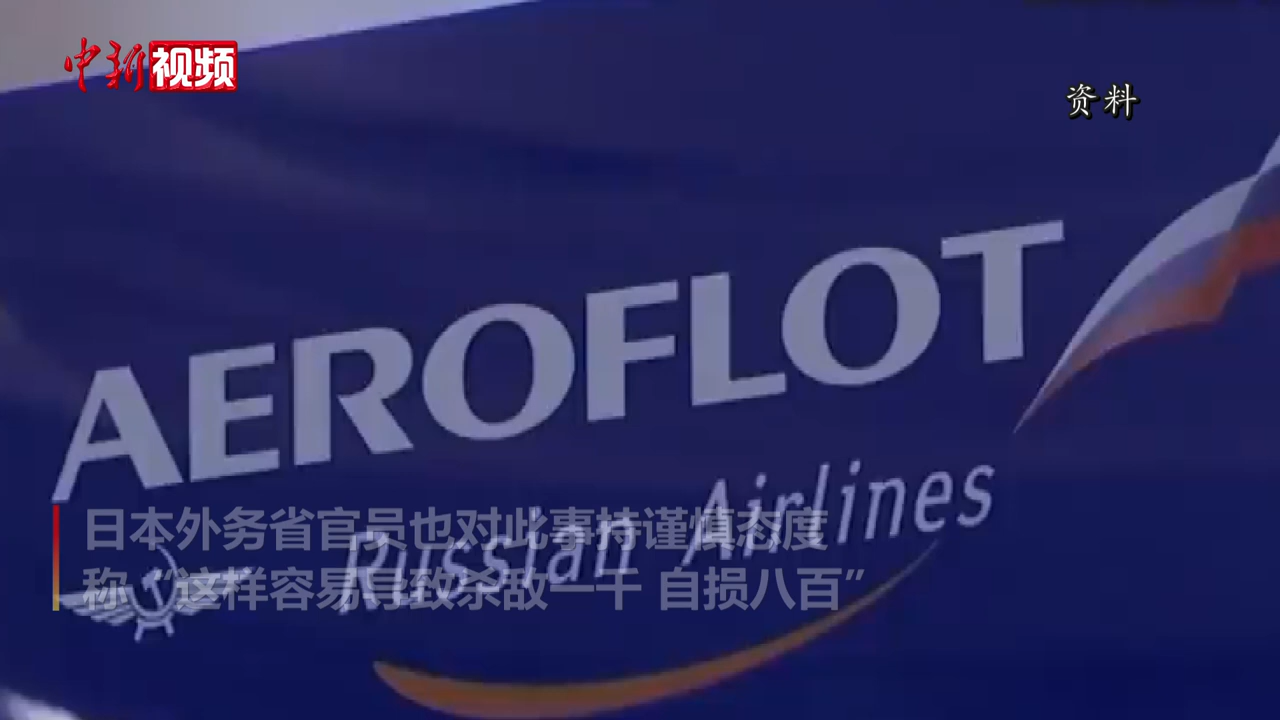 中新视频
资料
AEROFLOT
Russian Airlines
日本外务省官员也对此事持谨慎态度
称“这样容易导致杀敌一千 自损八百”